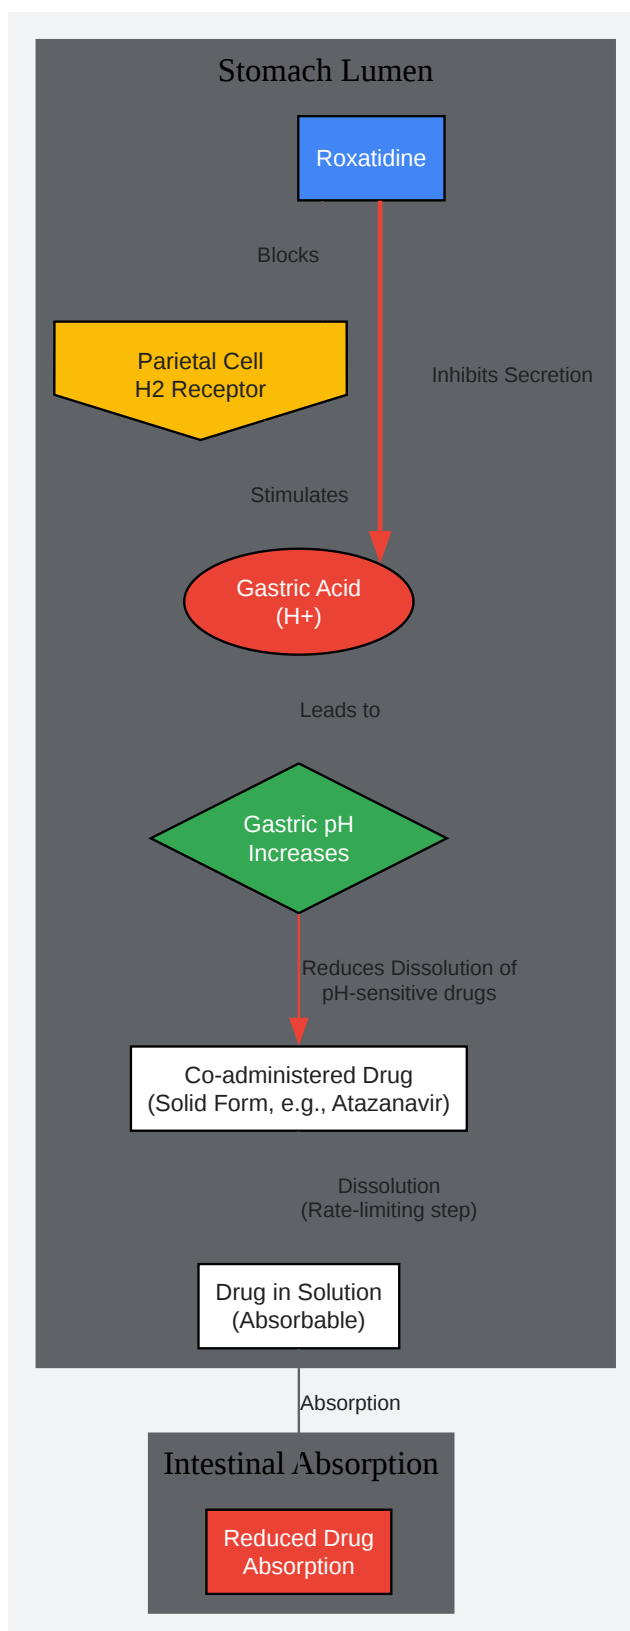 Stomach Lumen
Roxatidine
Blocks
Parietal Cell
H2 Receptor
Inhibits Secretion
Stimulates
Gastric Acid
(H+)
Leads to
Gastric pH
Increases
Reduces Dissolution of
pH-sensitive drugs
Co-administered Drug
(Solid Form, e.g., Atazanavir)
Dissolution
(Rate-limiting step)
Drug in Solution
(Absorbable)
Absorption
Intestinal Absorption
Reduced Drug
Absorption